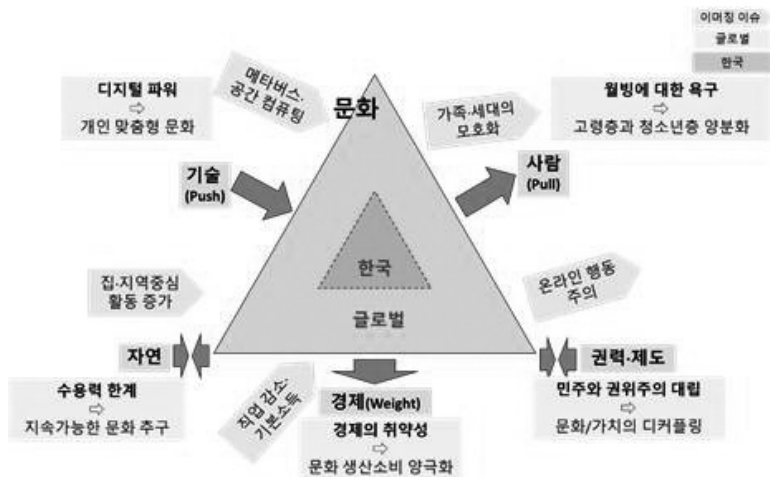 이머징 이슈
글로벌
한국
디지털 파워
⇨
개인 맞춤형 문화
메타버스·
공간 컴퓨팅
문화
가족·세대의
모호화
웰빙에 대한 욕구
⇨
고령층과 청소년층 양분화
기술
(Push)
사람
(Pull)
한국
글로벌
집·지역중심
활동 증가
온라인 행동
주의
자연
권력·제도
수용력 한계
⇨
지속가능한 문화 추구
직업 감소·
기본소득
경제(Weight)
경제의 취약성
⇨
문화 생산소비 양극화
민주와 권위주의 대립
⇨
문화/가치의 디커플링